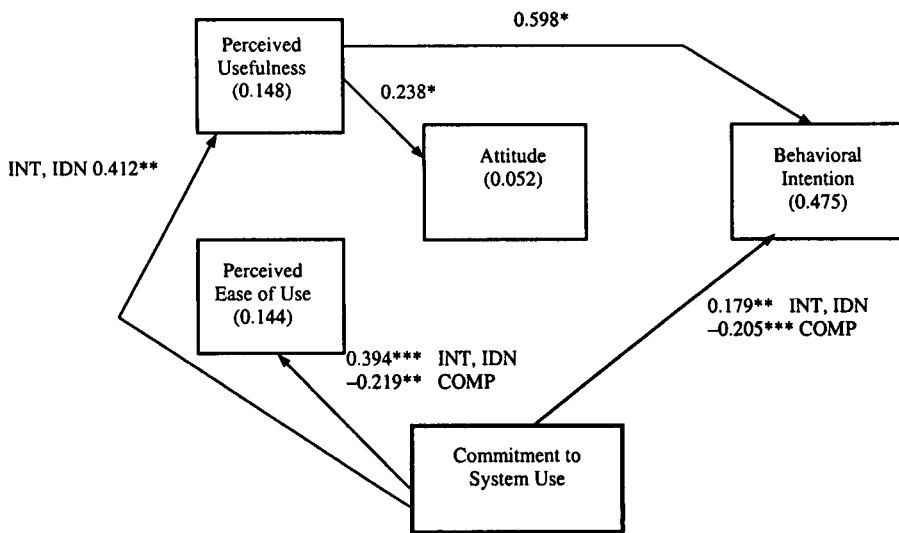 0.598*
Perceived
Usefulness
(0.148)
0.238*
Attitude
(0.052)
Behavioral
Intention
(0.475)
INT, IDN 0.412**
Perceived
Ease of Use
(0.144)
0.179** INT, IDN
–0.205*** COMP
0.394*** INT, IDN
–0.219** COMP
Commitment to
System Use